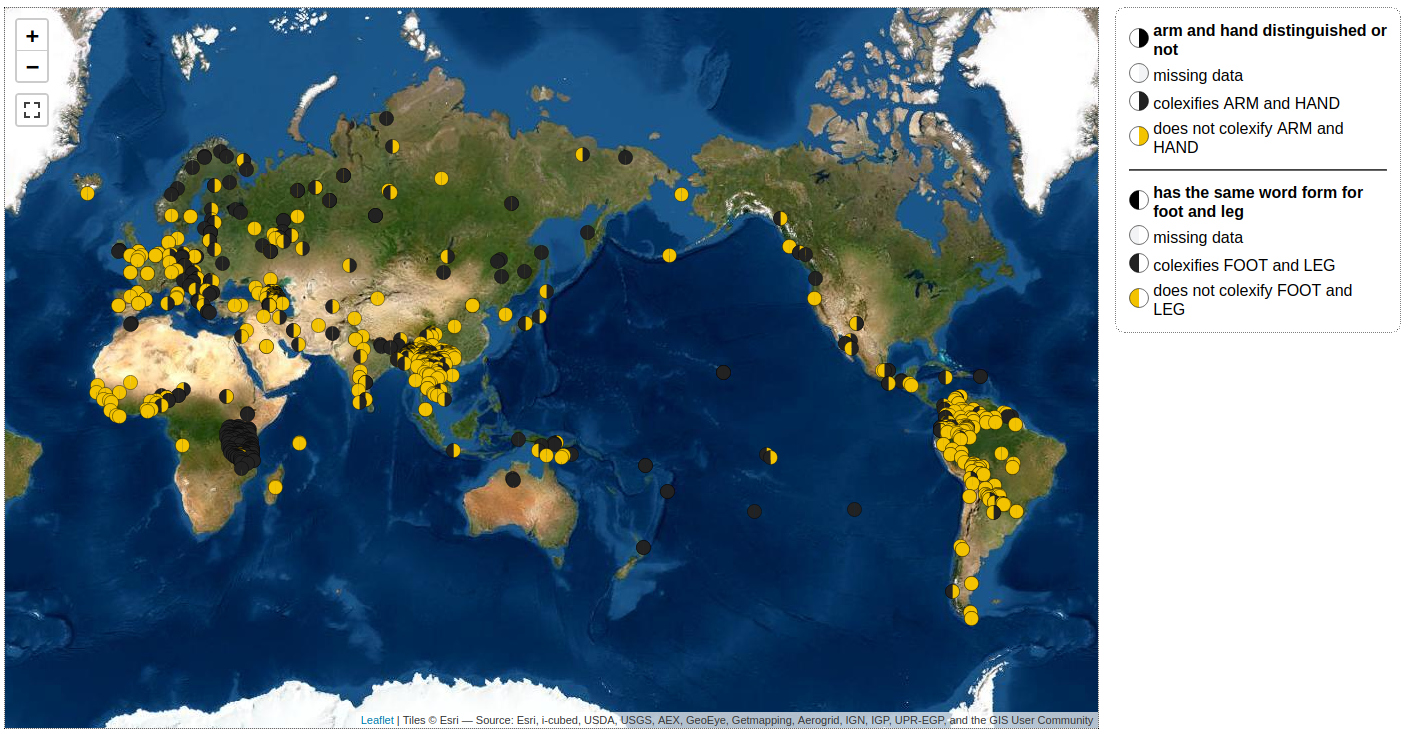 +
−
arm and hand distinguished or
not
missing data
colexifies ARM and HAND
does not colexify ARM and
HAND
has the same word form for
foot and leg
missing data
colexifies FOOT and LEG
does not colexify FOOT and
LEG
Leaflet | Tiles © Esri — Source: Esri, i-cubed, USDA, USGS, AEX, GeoEye, Getmapping, Aerogrid, IGN, IGP, UPR-EGP, and the GIS User Community